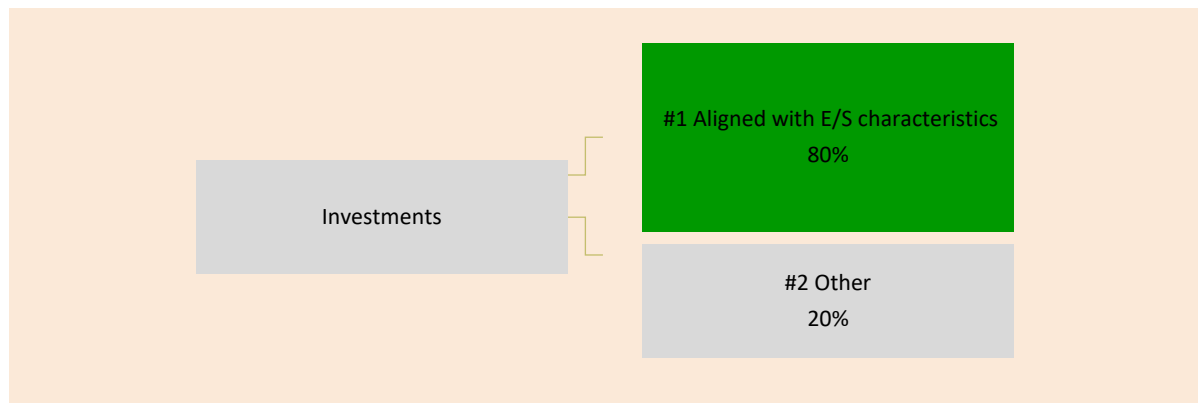 Investments
#1 Aligned with E/S characteristics
80%
#2 Other
20%